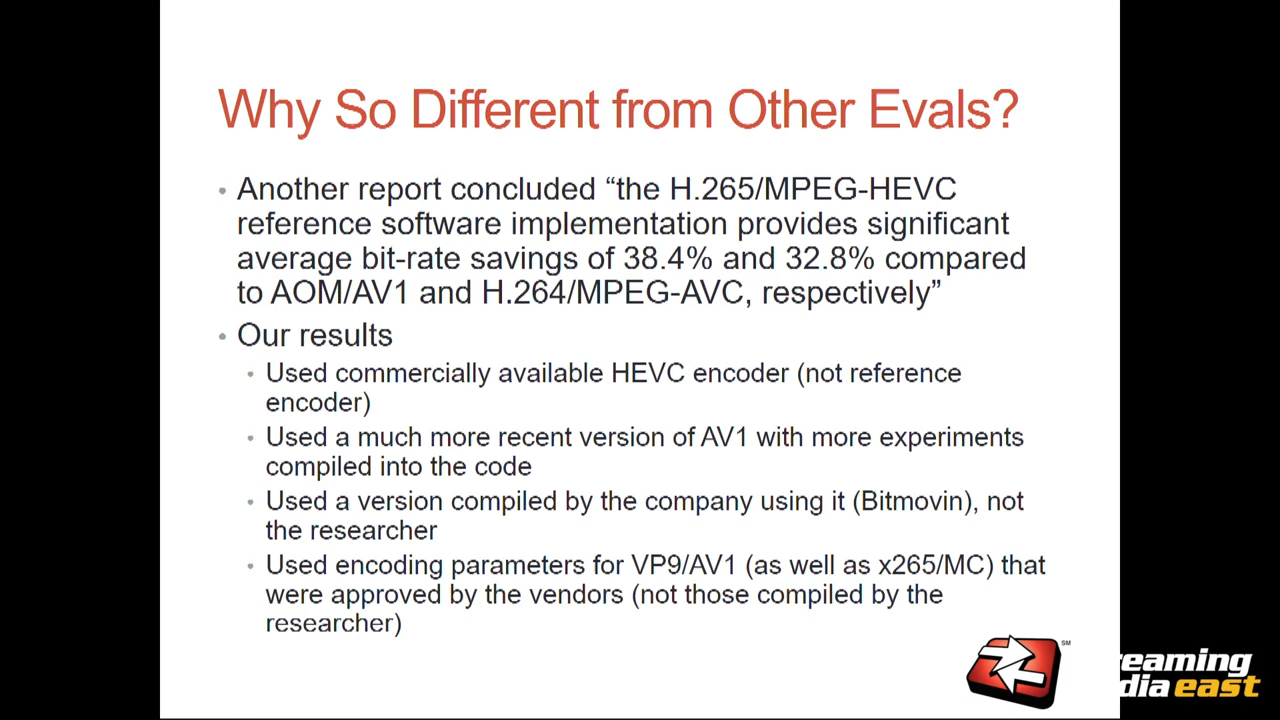 Why So Different from Other Evals?
• Another report concluded “the H.265/MPEG-HEVC
reference software implementation provides significant
average bit-rate savings of 38.4% and 32.8% compared
to AOM/AV1 and H.264/MPEG-AVC, respectively”
• Our results
• Used commercially available HEVC encoder (not reference
encoder)
• Used a much more recent version of AV1 with more experiments
compiled into the code
• Used a version compiled by the company using it (Bitmovin), not
the researcher
• Used encoding parameters for VP9/AV1 (as well as x265/MC) that
were approved by the vendors (not those compiled by the
researcher)
SM
reaming
dia east